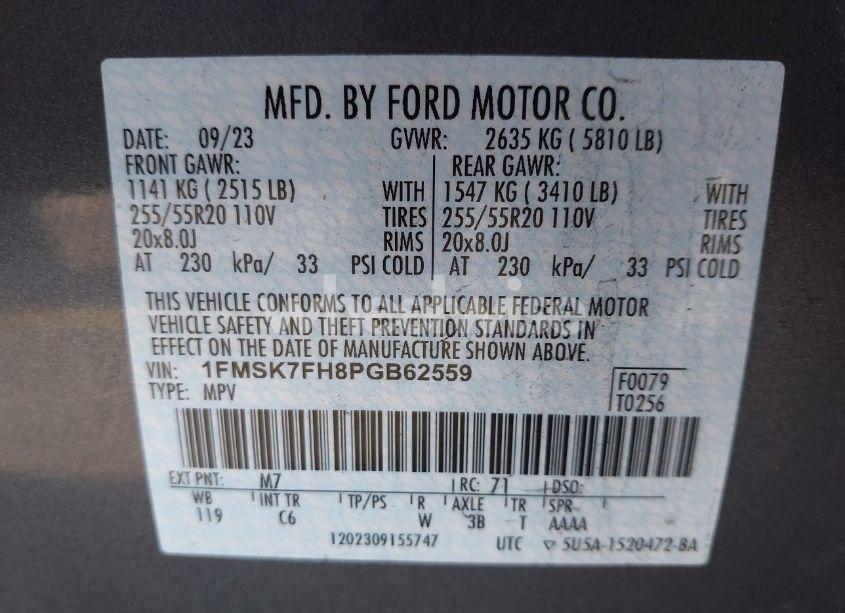 MFD. BY FORD MOTOR CO.
DATE: 09/23 GVWR: 2635 KG ( 5810 LB)
FRONT GAWR: REAR GAWR:
1141 KG ( 2515 LB) WITH 1547 KG ( 3410 LB) WITH
255/55R20 110V TIRES 255/55R20 110V TIRES
20x8.0J RIMS 20x8.0J RIMS
AT 230 kPa/ 33 PSI COLD AT 230 kPa/ 33 PSI COLD
THIS VEHICLE CONFORMS TO ALL APPLICABLE FEDERAL MOTOR
VEHICLE SAFETY AND THEFT PREVENTION STANDARDS IN
EFFECT ON THE DATE OF MANUFACTURE SHOWN ABOVE.
VIN: 1FMSK7FH8PGB62559
F0079
TYPE: MPV
T0256
EXT PNT: M7 RC: 71 DSO:
WB INT TR TP/PS R AXLE TR SPR
119 C6 W 3B T AAAA
1202309155747 UTC ▽ 5U5A-1520472-BA